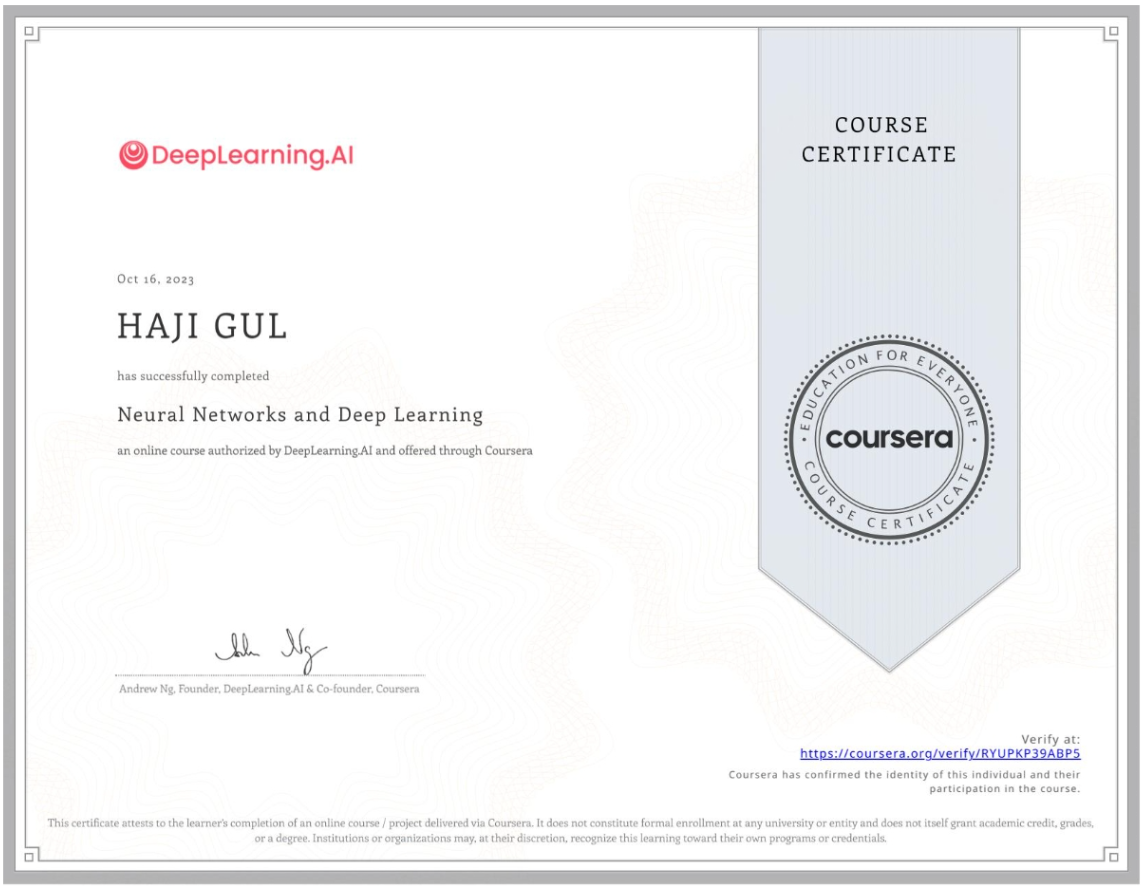 DeepLearning.AI
COURSE
CERTIFICATE
Oct 16, 2023
HAJI GUL
has successfully completed
Neural Networks and Deep Learning
an online course authorized by DeepLearning.AI and offered through Coursera
EDUCATION FOR EVERYONE
coursera
COURSE CERTIFICATE
Andrew Ng, Founder, DeepLearning.AI & Co-founder, Coursera
Verify at:
https://coursera.org/verify/RYUPKP39ABP5
Coursera has confirmed the identity of this individual and their
participation in the course.
This certificate attests to the learner's completion of an online course / project delivered via Coursera. It does not constitute formal enrollment at any university or entity and does not itself grant academic credit, grades,
or a degree. Institutions or organizations may, at their discretion, recognize this learning toward their own programs or credentials.